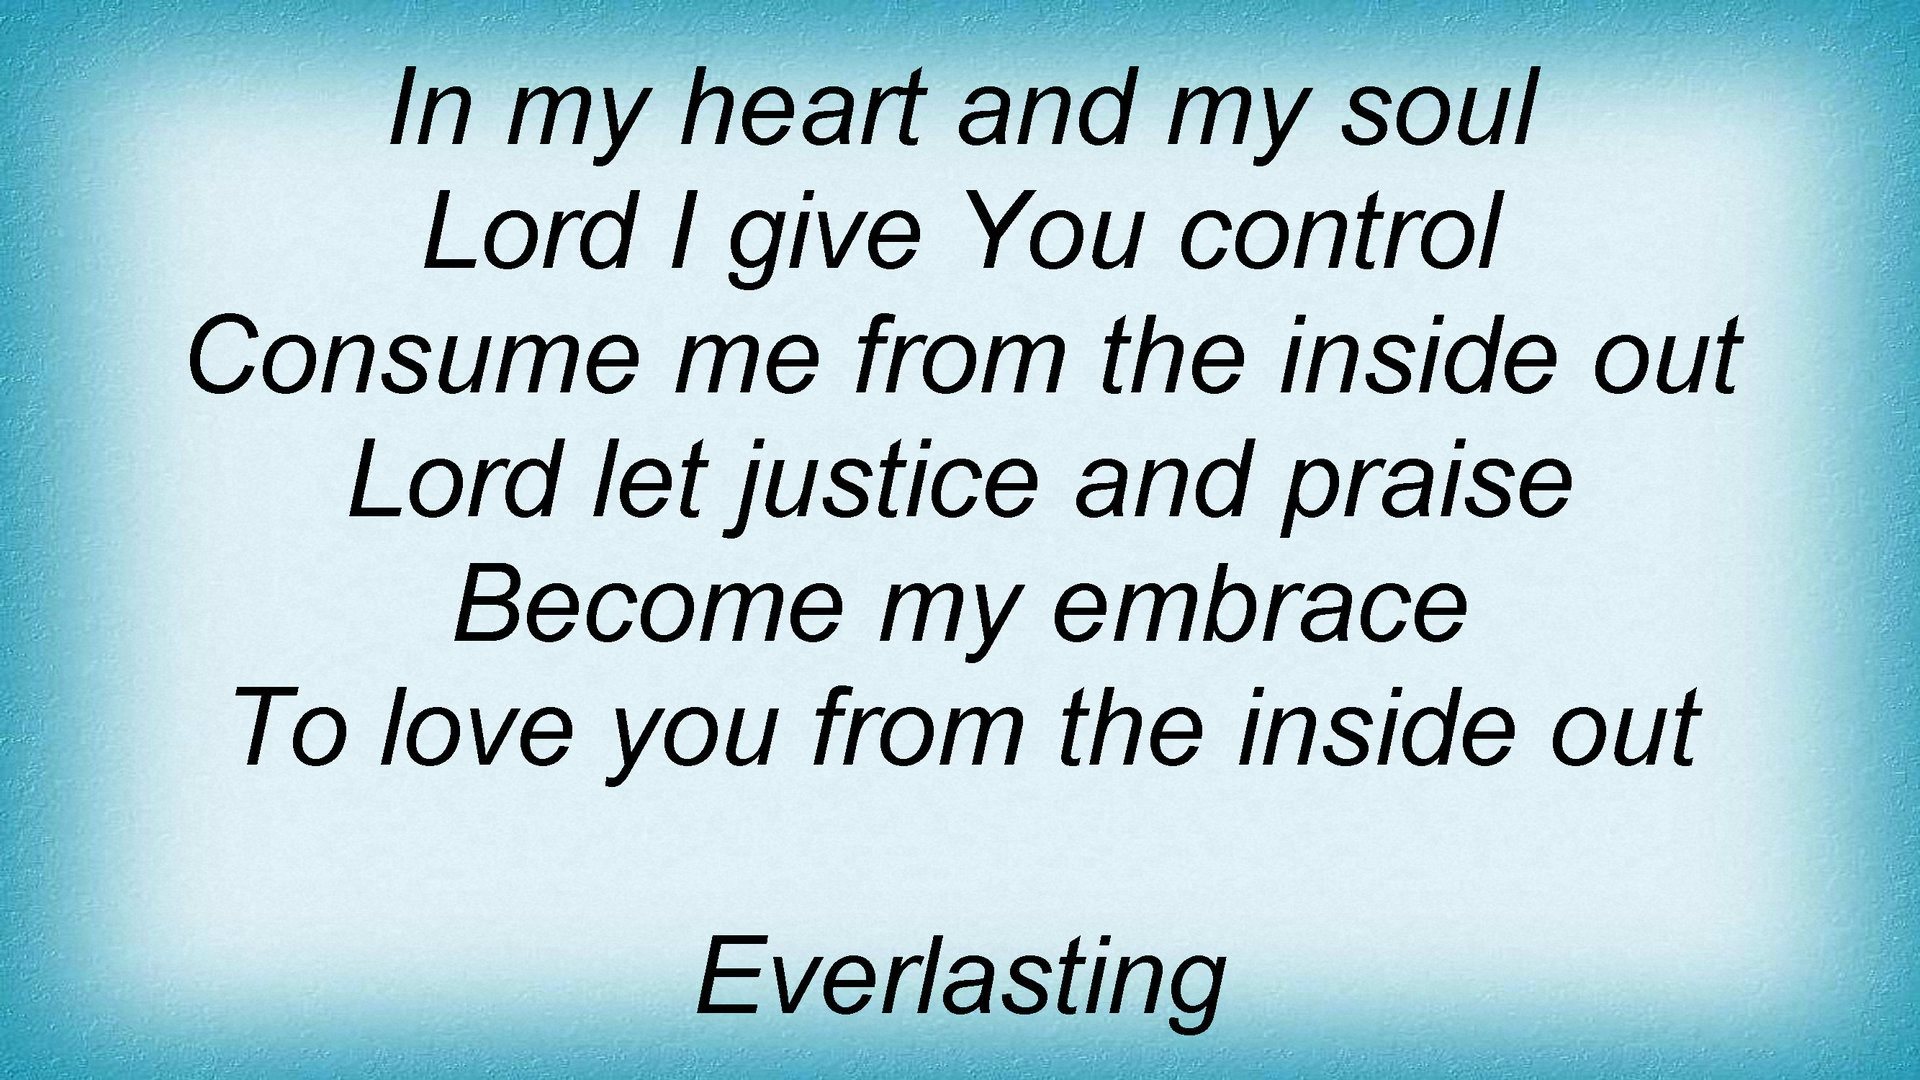 In my heart and my soul
Lord I give You control
Consume me from the inside out
Lord let justice and praise
Become my embrace
To love you from the inside out
Everlasting